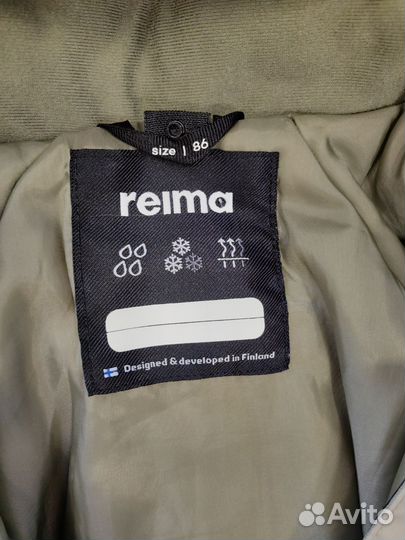 size | 86
reima
Designed & developed in Finland
Avito